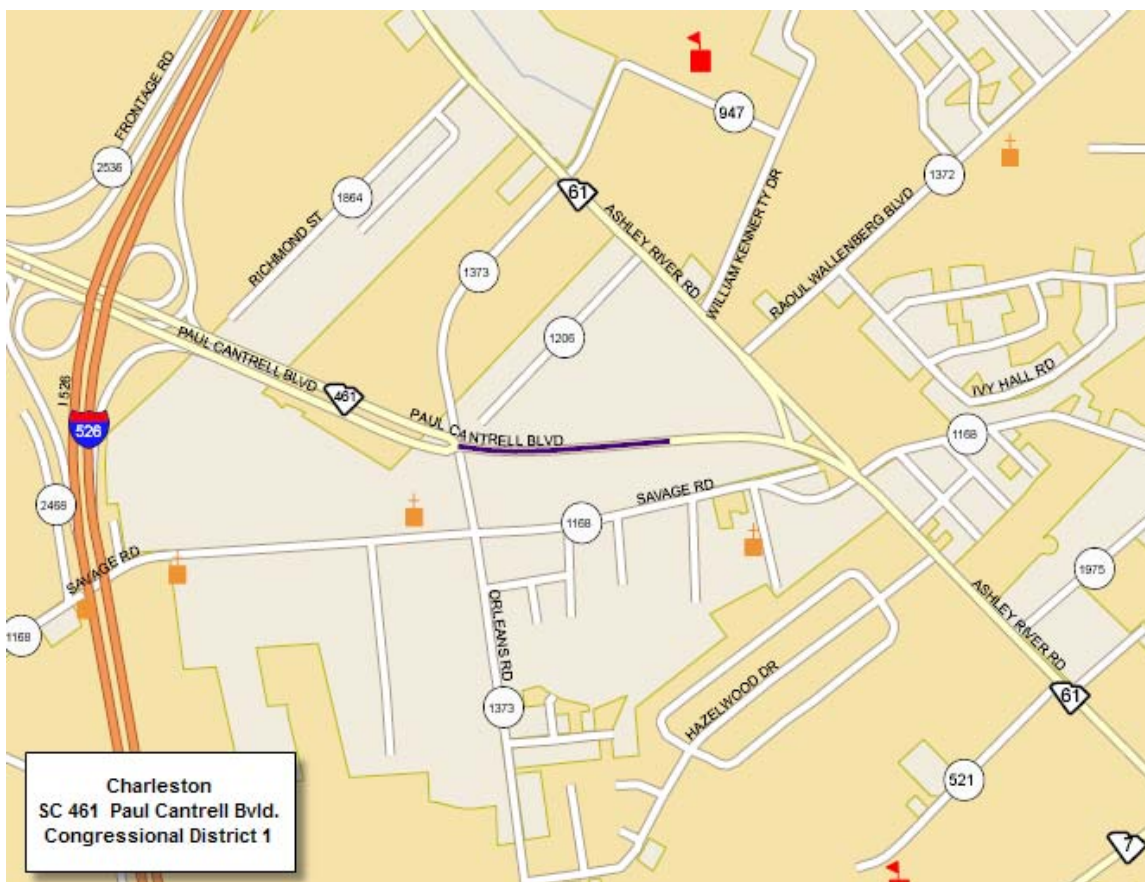 FRONTAGE RD
2536
947
1372
1864
61
RICHMOND ST
ASHLEY RIVER RD
WILLIAM KENNERTY DR
RAOUL WALLENBERG BLVD
1373
1206
PAUL CANTRELL BLVD
461
IVY HALL RD
I 526
526
PAUL CANTRELL BLVD
1168
SAVAGE RD
2468
1168
SAVAGE RD
1975
ORLEANS RD
ASHLEY RIVER RD
1168
HAZELWOOD DR
61
1373
521
7
Charleston
SC 461 Paul Cantrell Bvld.
Congressional District 1